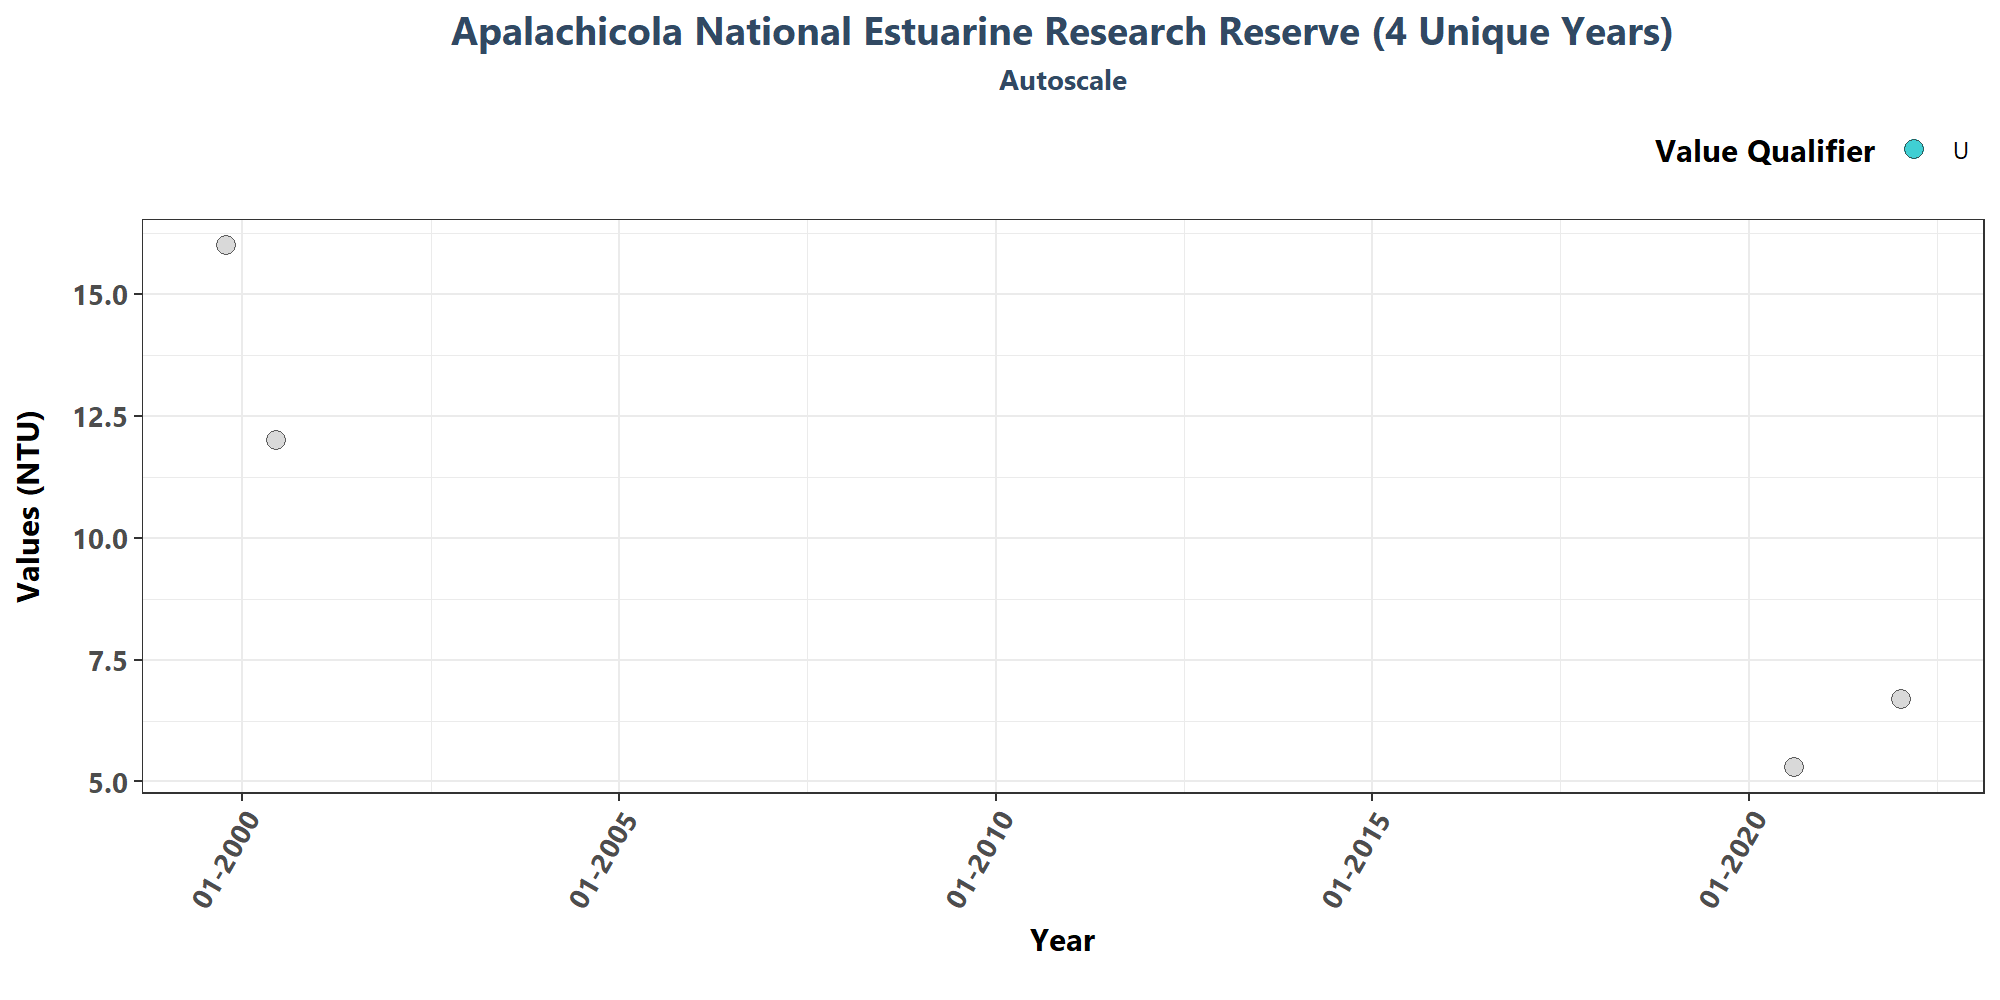 Apalachicola National Estuarine Research Reserve (4 Unique Years)
Autoscale
Value Qualifier U
Values (NTU)
15.0
12.5
10.0
7.5
5.0
01-2000
01-2005
01-2010
01-2015
01-2020
Year